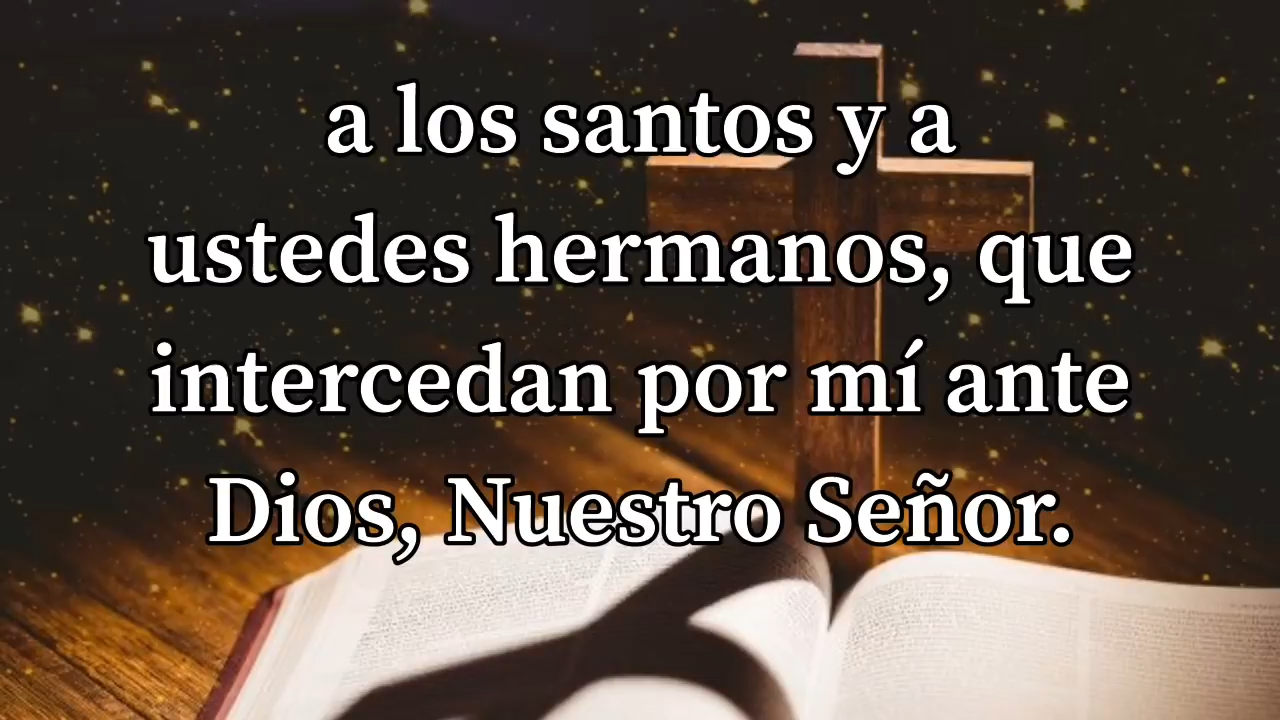 a los santos y a
ustedes hermanos, que
intercedan por mí ante
Dios, Nuestro Señor.